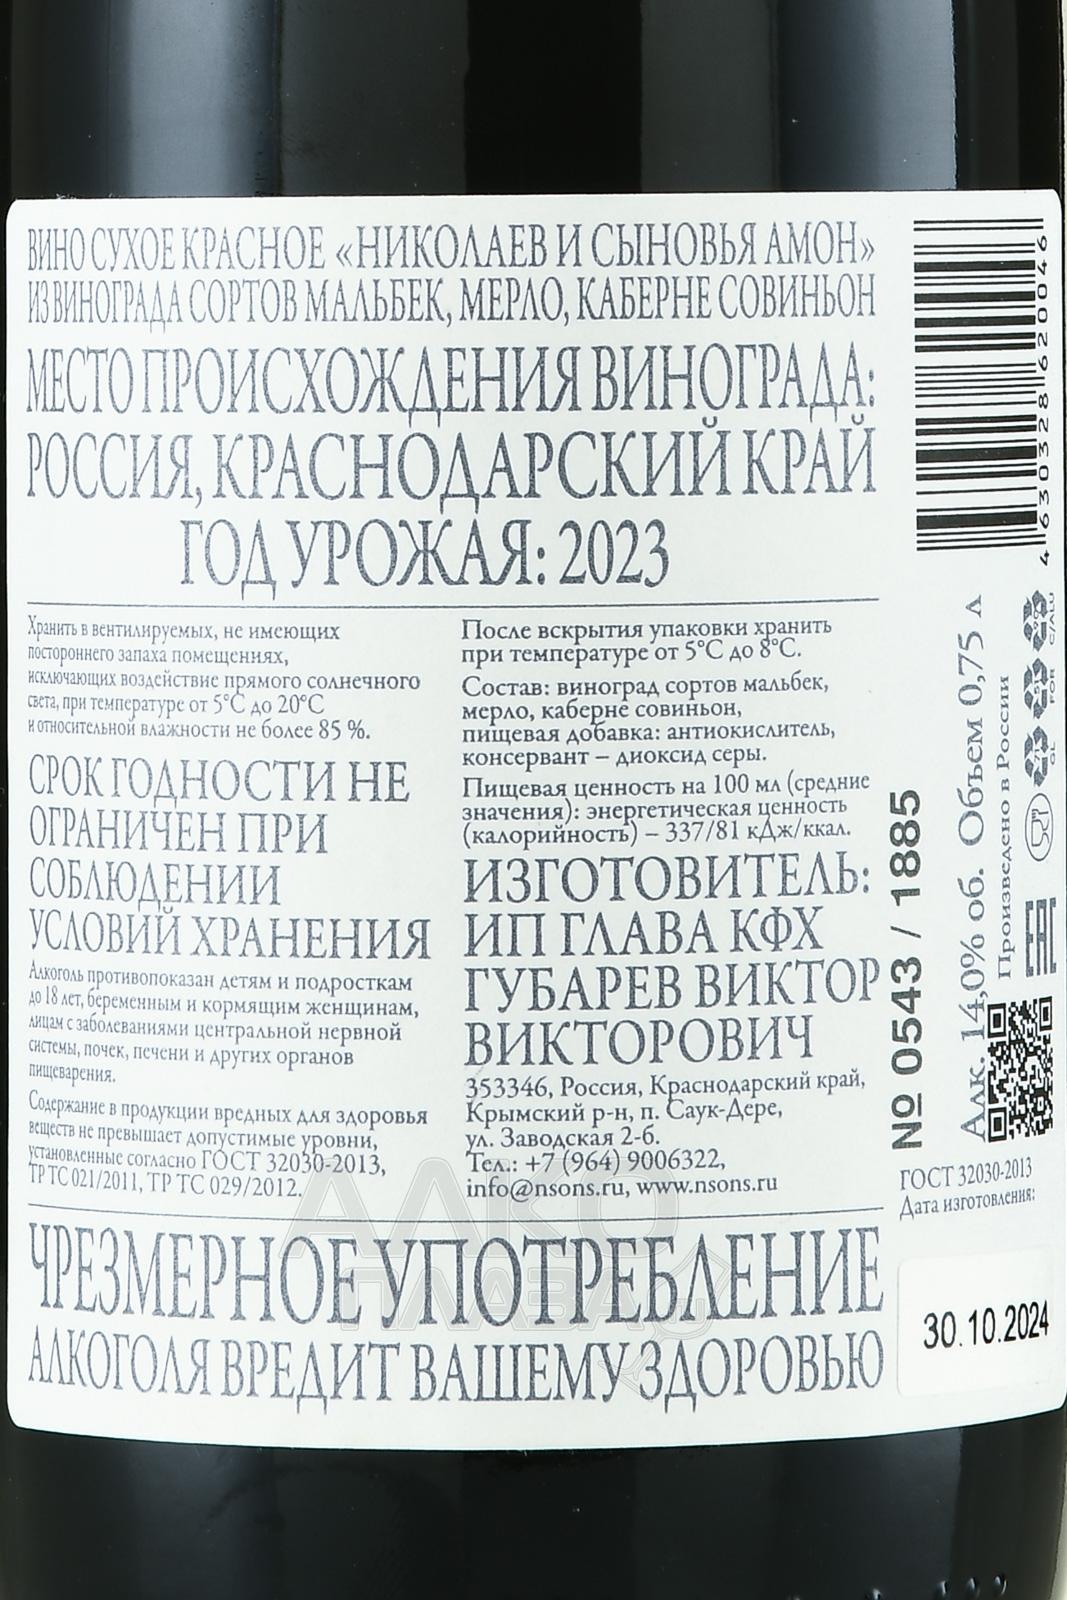 ВИНО СУХОЕ КРАСНОЕ «НИКОЛАЕВ И СЫНОВЬЯ АМОН»
ИЗ ВИНОГРАДА СОРТОВ МАЛЬБЕК, МЕРЛО, КАБЕРНЕ СОВИНЬОН
МЕСТО ПРОИСХОЖДЕНИЯ ВИНОГРАДА:
РОССИЯ, КРАСНОДАРСКИЙ КРАЙ
ГОД УРОЖАЯ: 2023
Хранить в вентилируемых, не имеющих
постороннего запаха помещениях,
исключающих воздействие прямого солнечного
света, при температуре от 5°С до 20°С
и относительной влажности не более 85 %.
СРОК ГОДНОСТИ НЕ
ОГРАНИЧЕН ПРИ
СОБЛЮДЕНИИ
УСЛОВИЙ ХРАНЕНИЯ
Алкоголь противопоказан детям и подросткам
до 18 лет, беременным и кормящим женщинам,
лицам с заболеваниями центральной нервной
системы, почек, печени и других органов
пищеварения.
Содержание в продукции вредных для здоровья
веществ не превышает допустимые уровни,
установленные согласно ГОСТ 32030-2013,
ТР ТС 021/2011, ТР ТС 029/2012.
После вскрытия упаковки хранить
при температуре от 5°С до 8°С.
Состав: виноград сортов мальбек,
мерло, каберне совиньон,
пищевая добавка: антиокислитель,
консервант – диоксид серы.
Пищевая ценность на 100 мл (средние
значения): энергетическая ценность
(калорийность) – 337/81 кДж/ккал.
ИЗГОТОВИТЕЛЬ:
ИП ГЛАВА КФХ
ГУБАРЕВ ВИКТОР
ВИКТОРОВИЧ
353346, Россия, Краснодарский край,
Крымский р-н, п. Саук-Дере,
ул. Заводская 2-б.
Тел.: +7 (964) 9006322,
info@nsons.ru, www.nsons.ru
ЧРЕЗМЕРНОЕ УПОТРЕБЛЕНИЕ
АЛКОГОЛЯ ВРЕДИТ ВАШЕМУ ЗДОРОВЬЮ
4 630328 620046
№ 0543 / 1885
Алк. 14,0% об. Объем 0,75 л
Произведено в России
GL
FOR
C/ALU
EAC
ГОСТ 32030-2013
Дата изготовления:
30.10.2024
АЛКО
ПЛАЗА